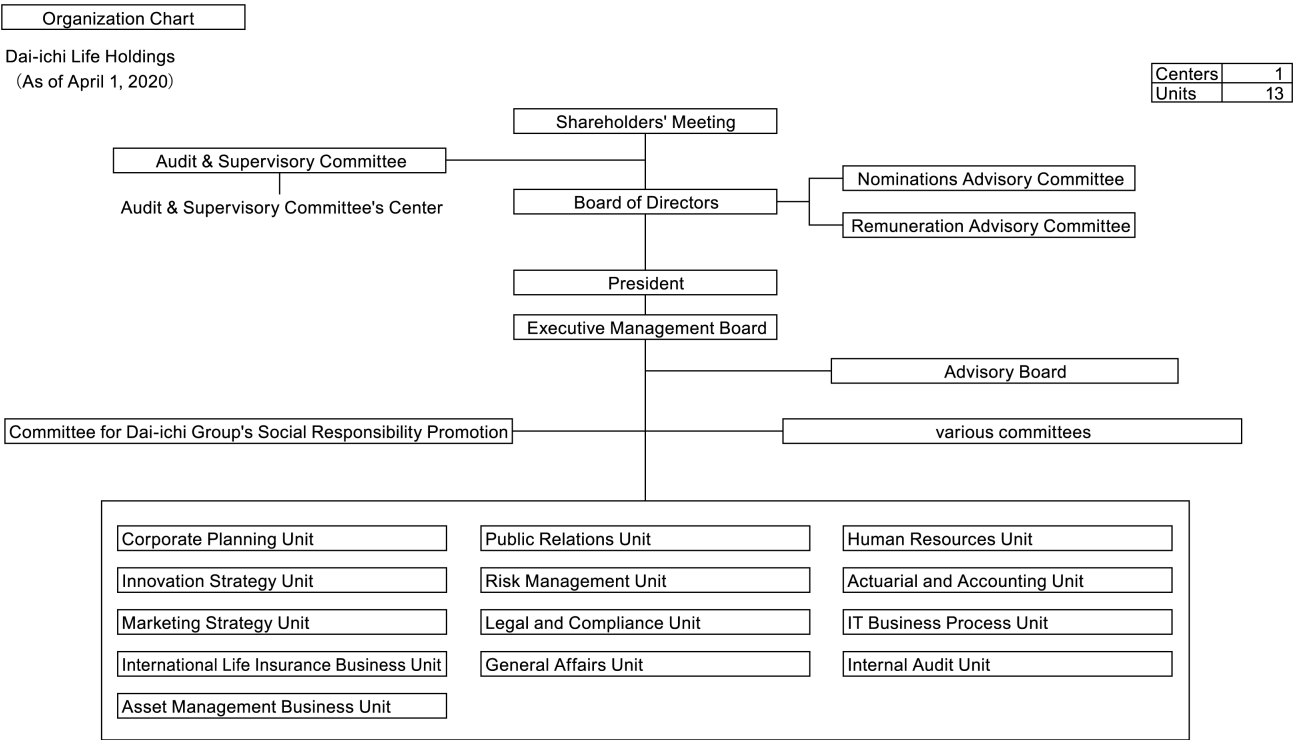 Organization Chart
Dai-ichi Life Holdings
（As of April 1, 2020）
Centers 1
Units 13
Shareholders' Meeting
Audit & Supervisory Committee
Audit & Supervisory Committee's Center
Board of Directors
Nominations Advisory Committee
Remuneration Advisory Committee
President
Executive Management Board
Advisory Board
Committee for Dai-ichi Group's Social Responsibility Promotion
various committees
Corporate Planning Unit
Public Relations Unit
Human Resources Unit
Innovation Strategy Unit
Risk Management Unit
Actuarial and Accounting Unit
Marketing Strategy Unit
Legal and Compliance Unit
IT Business Process Unit
International Life Insurance Business Unit
General Affairs Unit
Internal Audit Unit
Asset Management Business Unit